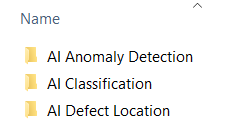 Name
AI Anomaly Detection
AI Classification
AI Defect Location